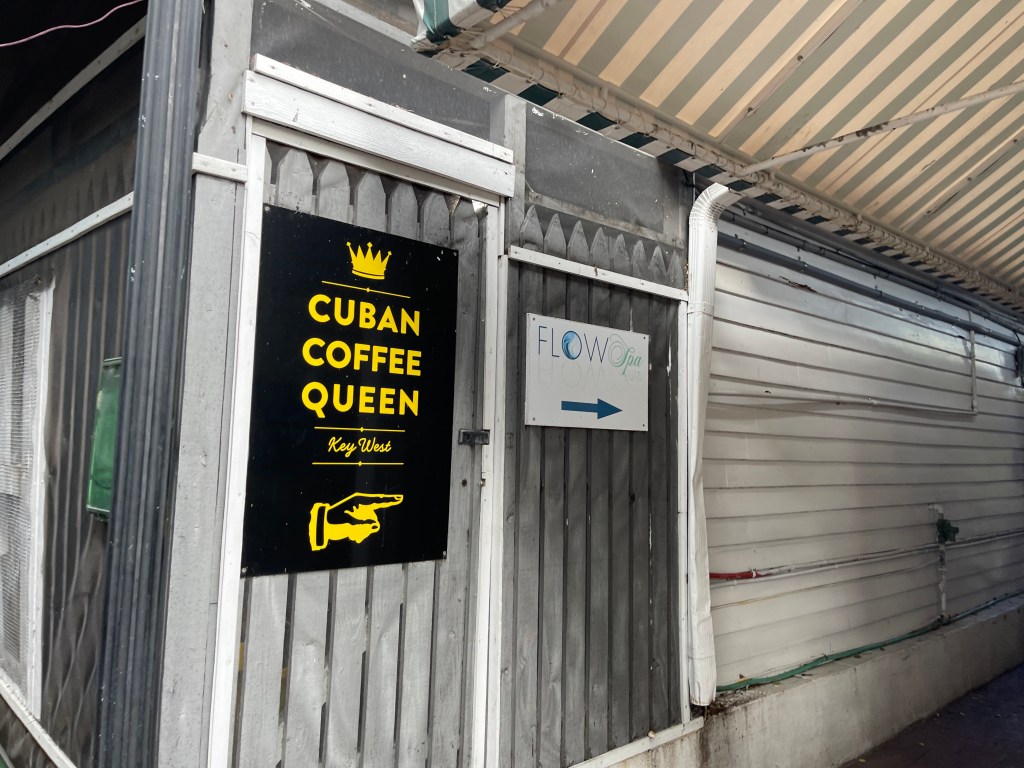 CUBAN
COFFEE
QUEEN
Key West
FLOW Spa